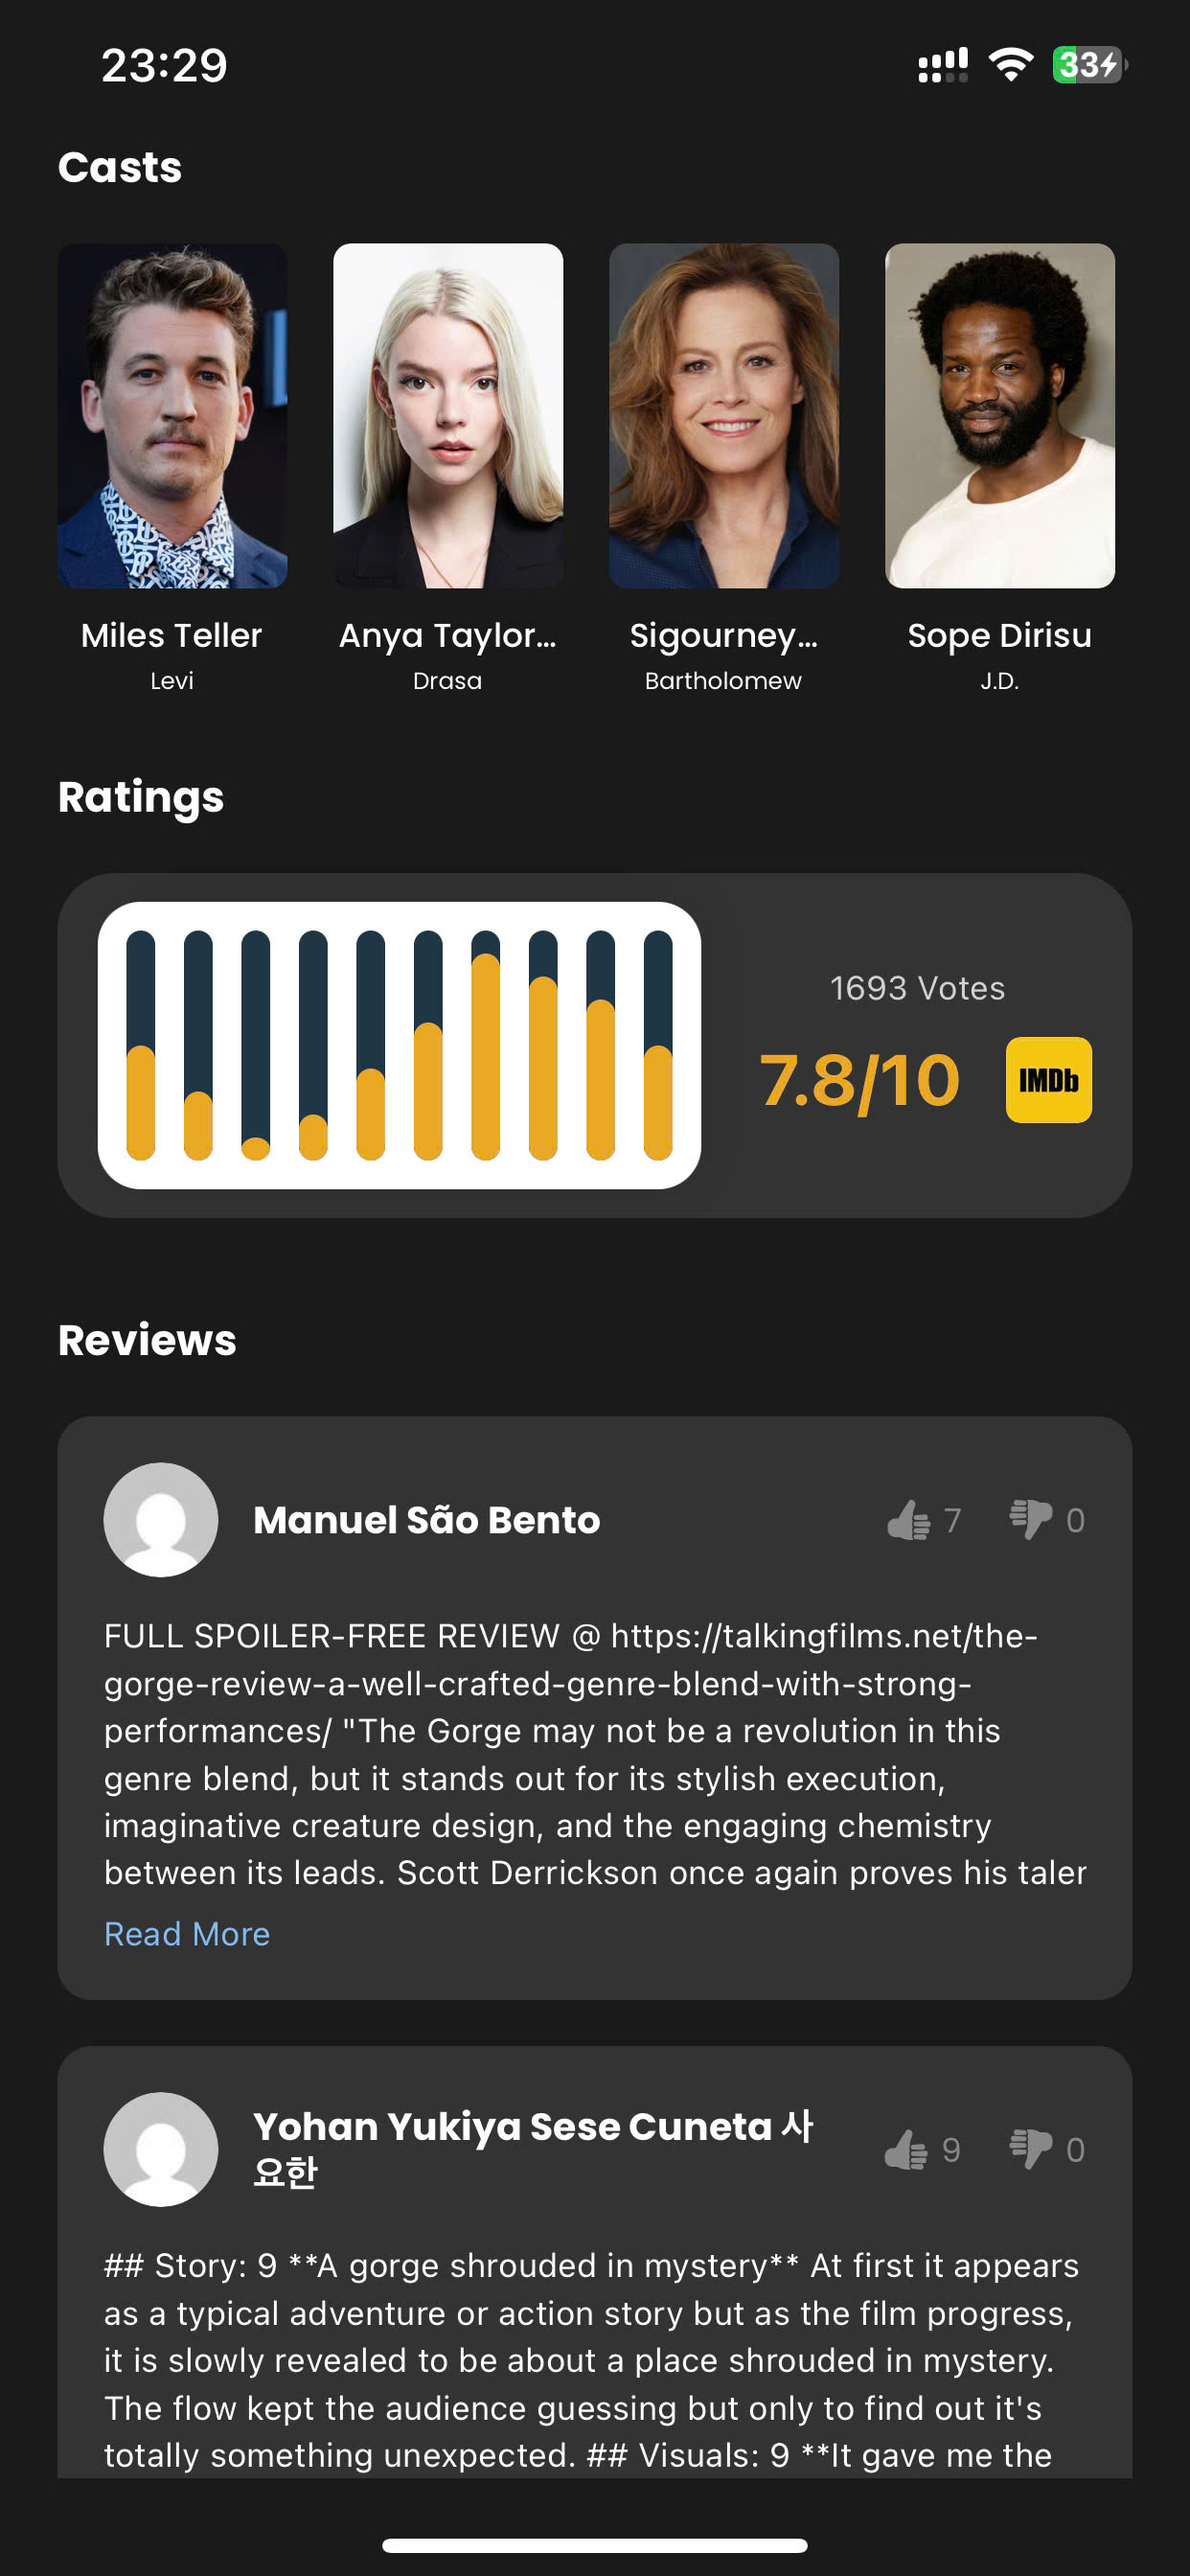 23:29
33
Casts
Miles Teller
Anya Taylor...
Sigourney...
Sope Dirisu
Levi
Drasa
Bartholomew
J.D.
Ratings
1693 Votes
7.8/10
IMDb
Reviews
Manuel São Bento
7
0
FULL SPOILER-FREE REVIEW @ https://talkingfilms.net/the-
gorge-review-a-well-crafted-genre-blend-with-strong-
performances/ "The Gorge may not be a revolution in this
genre blend, but it stands out for its stylish execution,
imaginative creature design, and the engaging chemistry
between its leads. Scott Derrickson once again proves his taler
Read More
Yohan Yukiya Sese Cuneta 사
요한
9
0
## Story: 9 **A gorge shrouded in mystery** At first it appears
as a typical adventure or action story but as the film progress,
it is slowly revealed to be about a place shrouded in mystery.
The flow kept the audience guessing but only to find out it's
totally something unexpected. ## Visuals: 9 **It gave me the